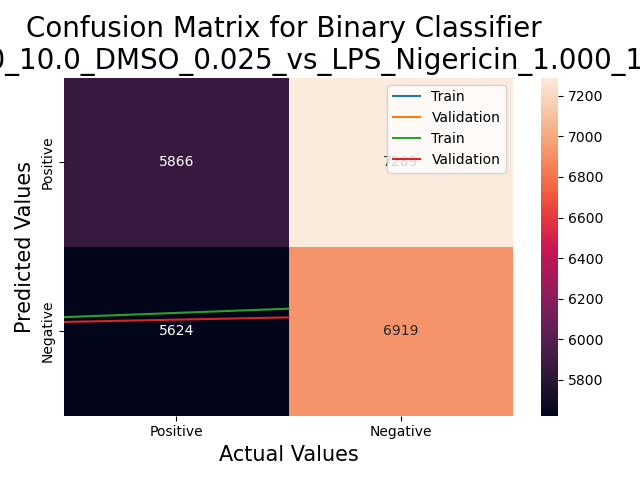 Confusion Matrix for Binary Classifier
0_10.0_DMSO_0.025_vs_LPS_Nigericin_1.000_1
Train
Validation
Train
Validation
7200
7000
6800
6600
6400
6200
6000
5800
Predicted Values
Positive
Negative
5866
7289
5624
6919
Positive
Negative
Actual Values